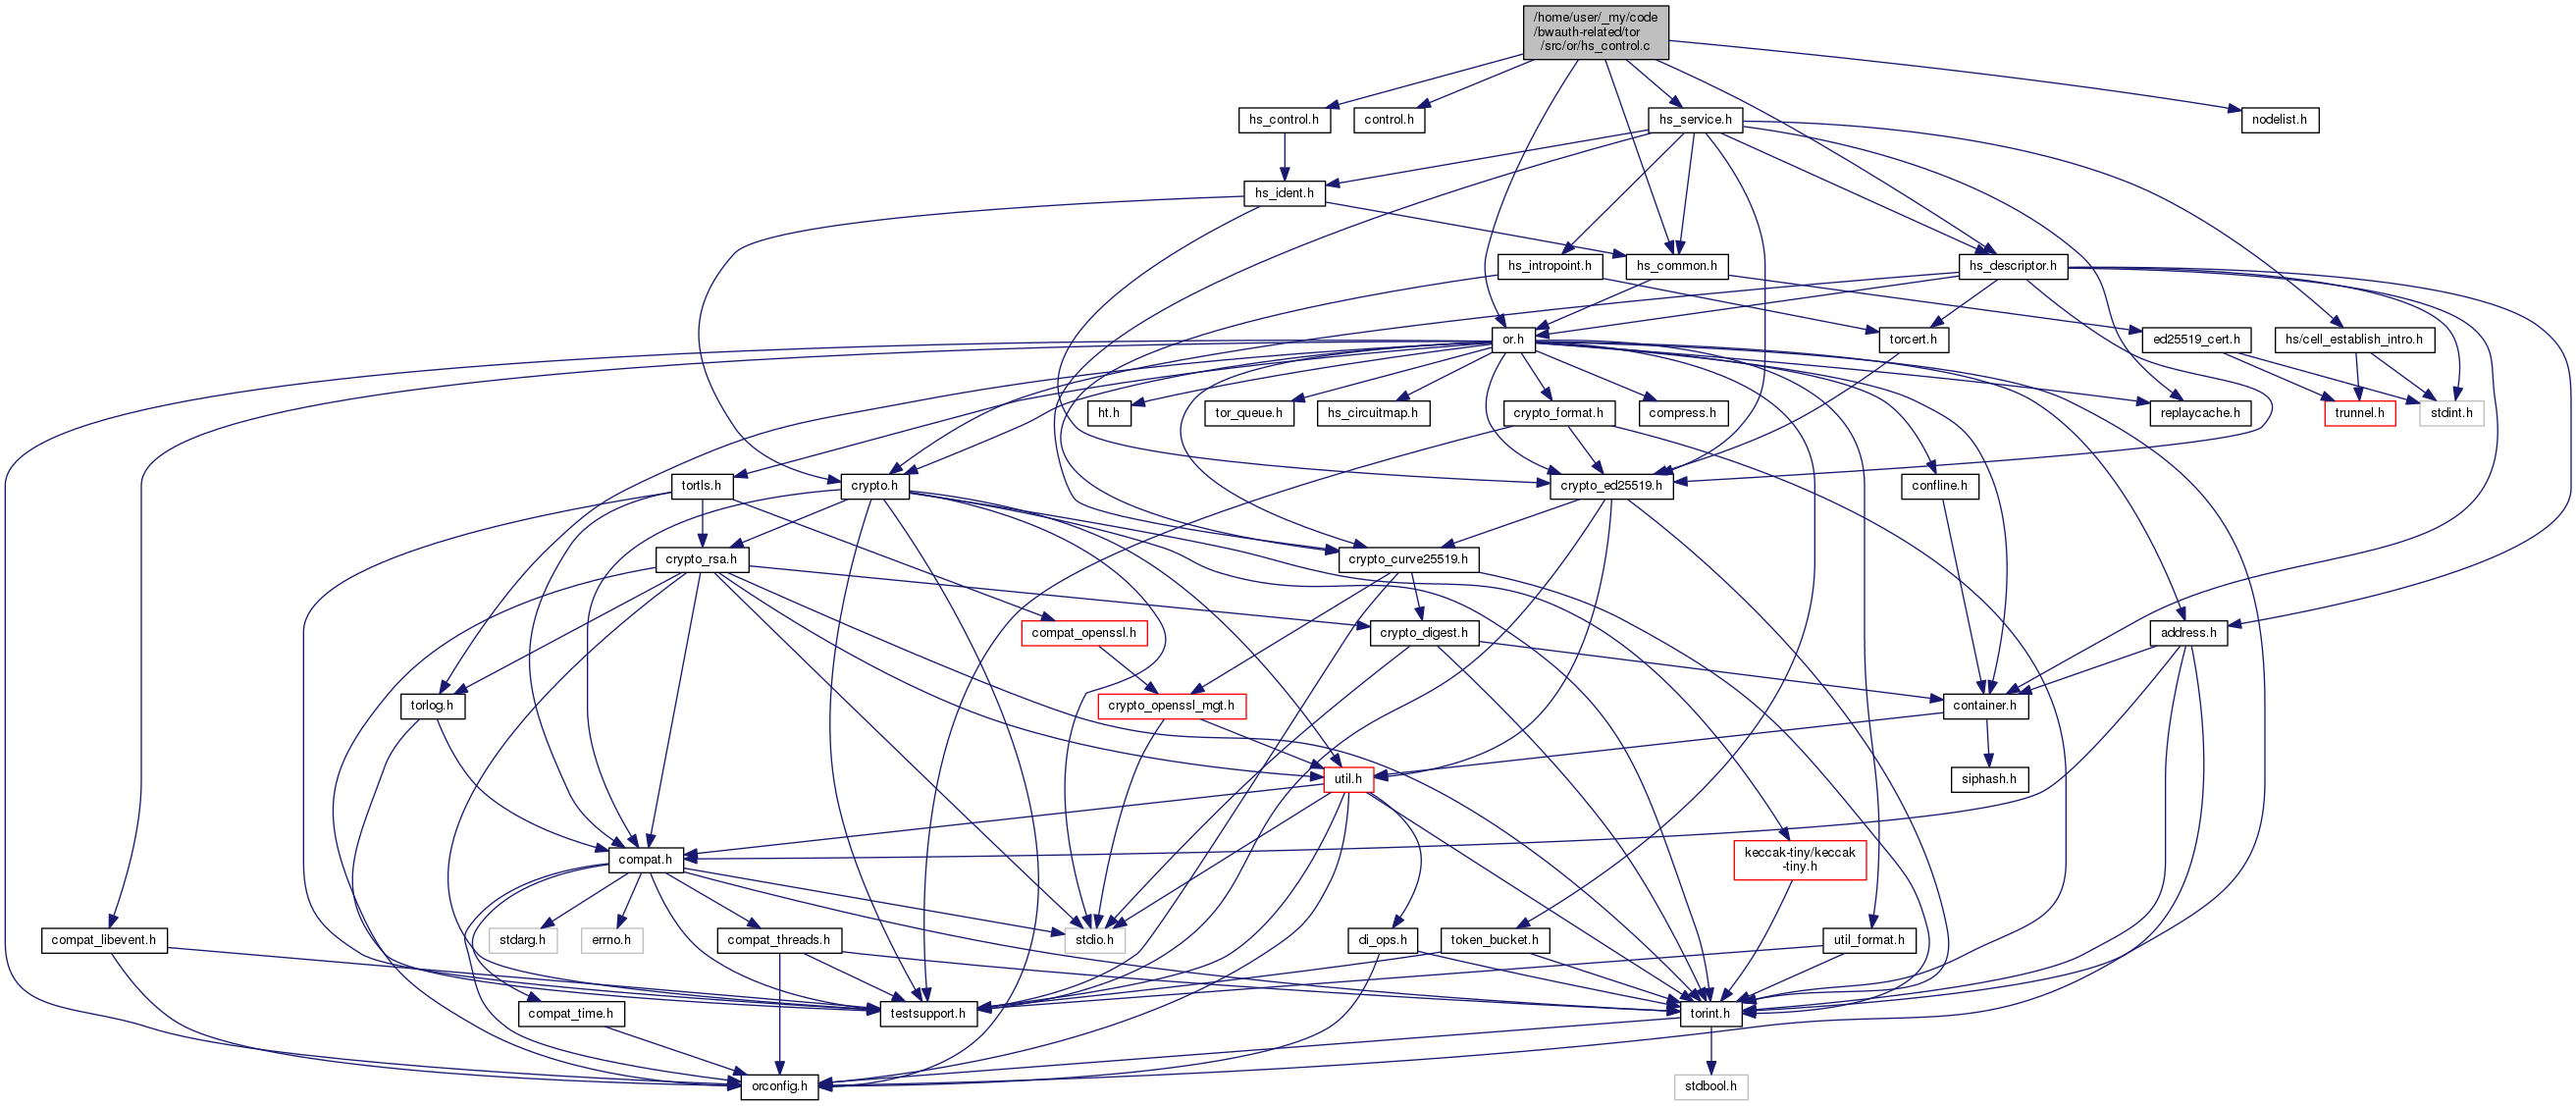 /home/user/_my/code
/bwauth-related/tor
/src/or/hs_control.c
hs_control.h
control.h
hs_service.h
nodelist.h
hs_ident.h
hs_intropoint.h
hs_common.h
hs_descriptor.h
or.h
torcert.h
ed25519_cert.h
hs/cell_establish_intro.h
ht.h
tor_queue.h
hs_circuitmap.h
crypto_format.h
compress.h
replaycache.h
trunnel.h
stdint.h
tortls.h
crypto.h
crypto_ed25519.h
confline.h
crypto_rsa.h
crypto_curve25519.h
compat_openssl.h
crypto_digest.h
address.h
torlog.h
crypto_openssl_mgt.h
container.h
util.h
siphash.h
compat.h
keccak-tiny/keccak
-tiny.h
compat_libevent.h
stdarg.h
errno.h
compat_threads.h
stdio.h
di_ops.h
token_bucket.h
util_format.h
compat_time.h
testsupport.h
torint.h
orconfig.h
stdbool.h